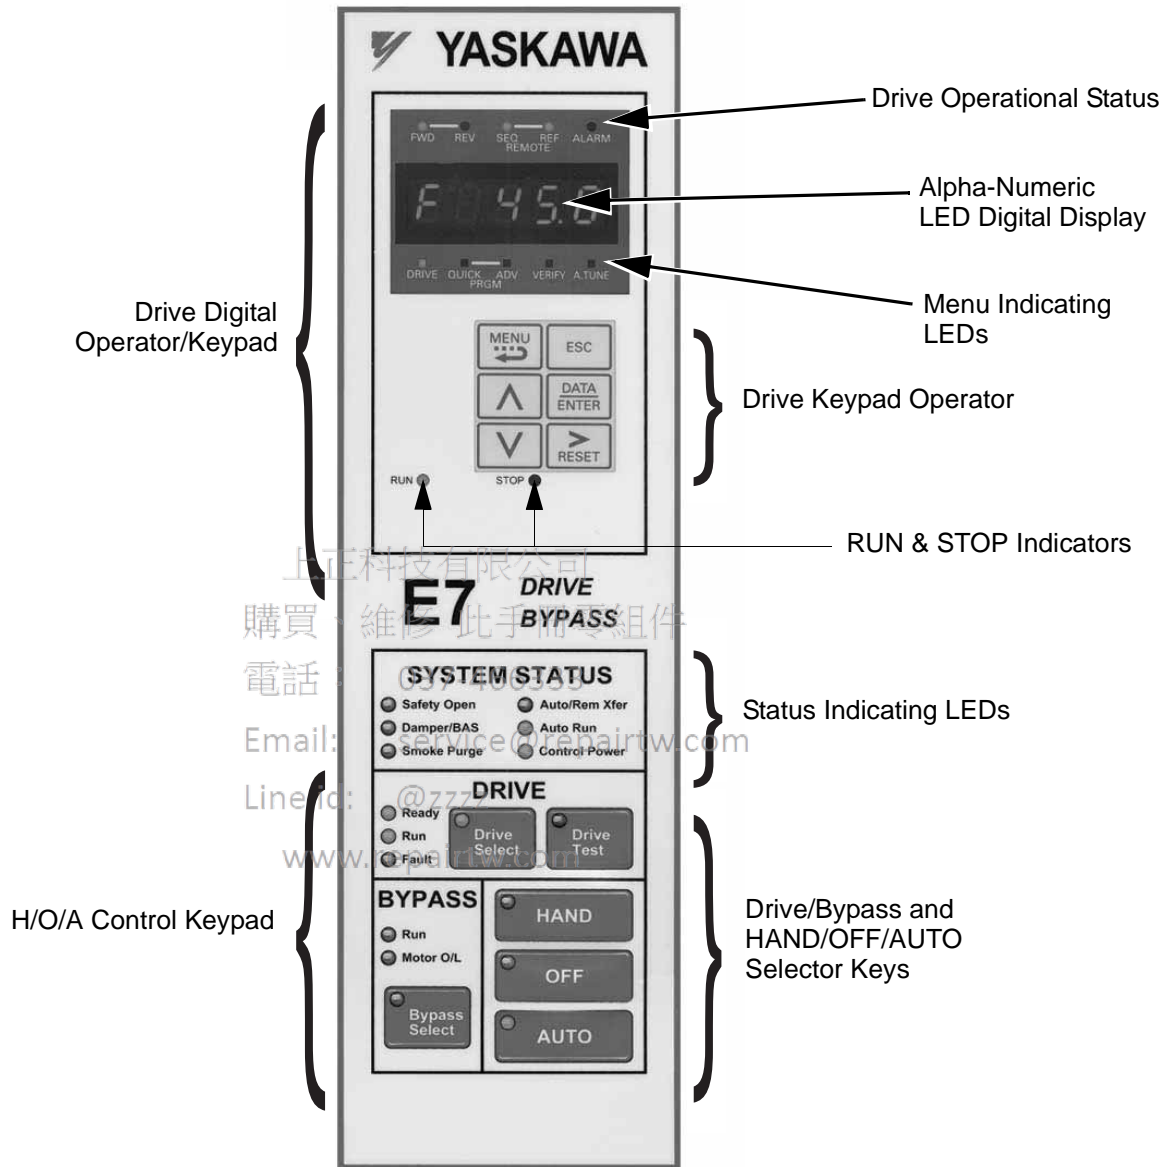 YASKAWA
Drive Operational Status
FWD REV SEQ REF ALARM
REMOTE
F 45.0
Alpha-Numeric
LED Digital Display
DRIVE QUICK ADV VERIFY A.TUNE
PRGM
Menu Indicating
LEDs
Drive Digital
Operator/Keypad
MENU ESC
DATA
ENTER
RESET
Drive Keypad Operator
RUN STOP
RUN & STOP Indicators
上正科技有限公司
E7 DRIVE
BYPASS
購買、維修 此手冊零組件
SYSTEM STATUS
電話: 037 466333
Safety Open Auto/Rem Xfer
Damper/BAS Auto Run
Smoke Purge Control Power
Status Indicating LEDs
Email: service@repairtw.com
Line id: @zzzz
DRIVE
Ready
Run
Fault
Drive
Select
Drive
Test
www.repairtw.com
H/O/A Control Keypad
BYPASS
Run
Motor O/L
Bypass
Select
HAND
OFF
AUTO
Drive/Bypass and
HAND/OFF/AUTO
Selector Keys